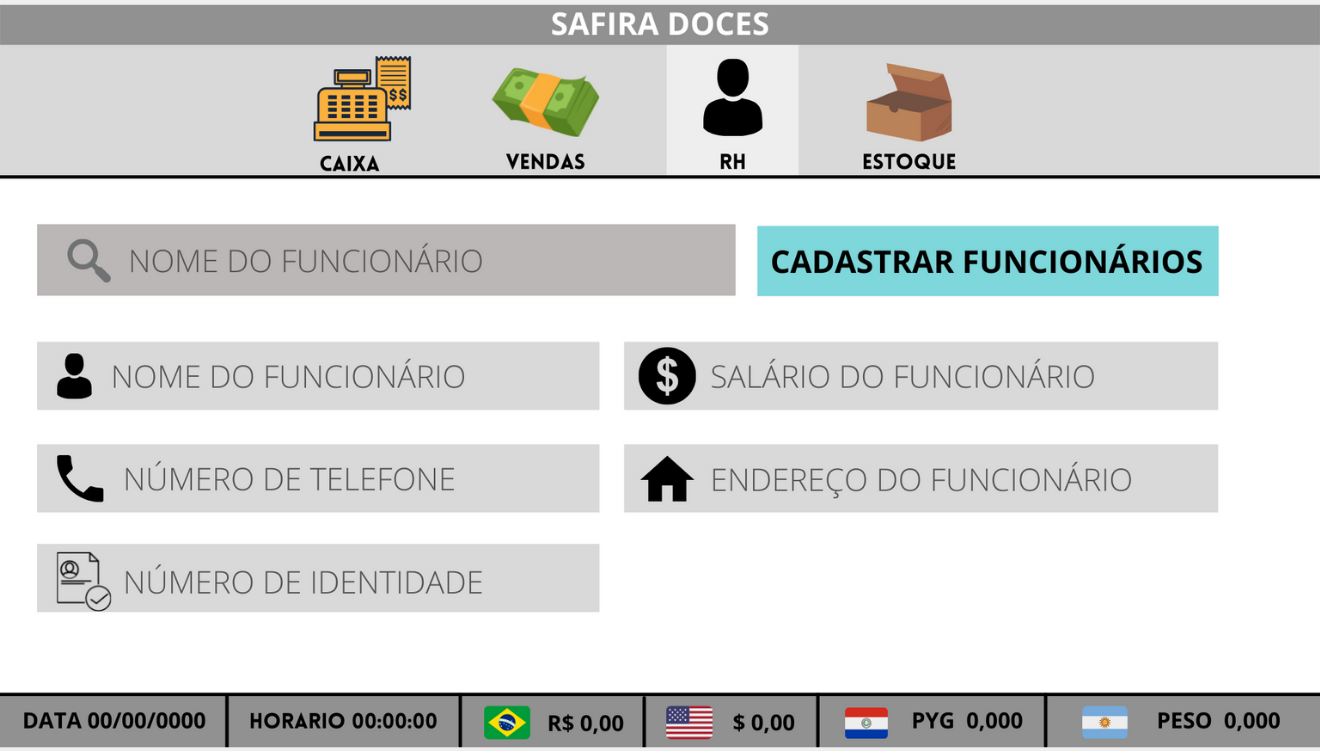 SAFIRA DOCES
$$
CAIXA VENDAS RH ESTOQUE
NOME DO FUNCIONÁRIO CADASTRAR FUNCIONÁRIOS
NOME DO FUNCIONÁRIO $ SALÁRIO DO FUNCIONÁRIO
NÚMERO DE TELEFONE ENDEREÇO DO FUNCIONÁRIO
NÚMERO DE IDENTIDADE
DATA 00/00/0000 HORARIO 00:00:00 R$ 0,00 $ 0,00 PYG 0,000 PESO 0,000